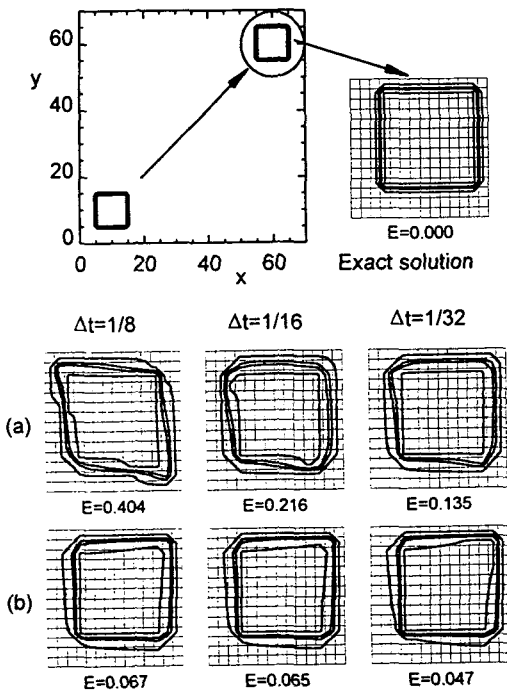 y
60
40
20
0
0 20 40 60
x
E=0.000
Exact solution
Δt=1/8 Δt=1/16 Δt=1/32
(a)
E=0.404 E=0.216 E=0.135
(b)
E=0.067 E=0.065 E=0.047